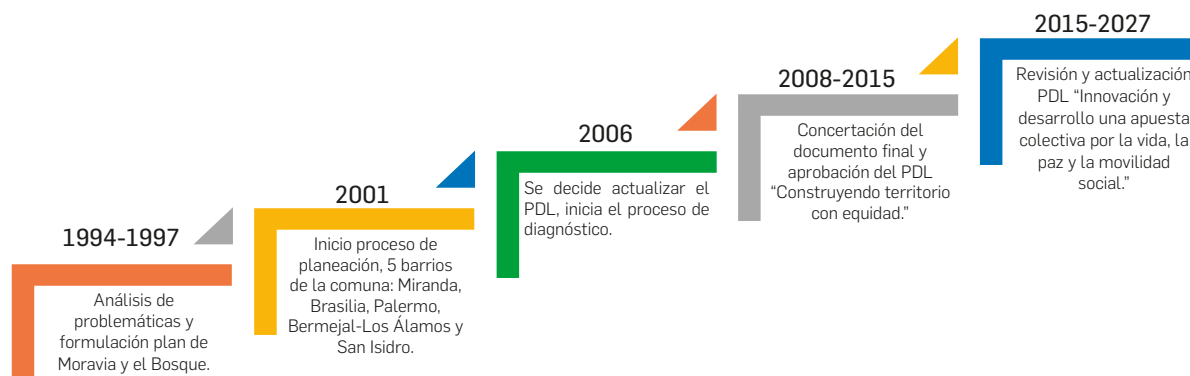 1994-1997
Análisis de
problemáticas y
formulación plan de
Moravia y el Bosque.
2001
Inicio proceso de
planeación, 5 barrios
de la comuna: Miranda,
Brasilia, Palermo,
Bermejal-Los Álamos y
San Isidro.
2006
Se decide actualizar el
PDL, inicia el proceso de
diagnóstico.
2008-2015
Concertación del
documento final y
aprobación del PDL
“Construyendo territorio
con equidad.”
2015-2027
Revisión y actualización
PDL “Innovación y
desarrollo una apuesta
colectiva por la vida, la
paz y la movilidad
social.”